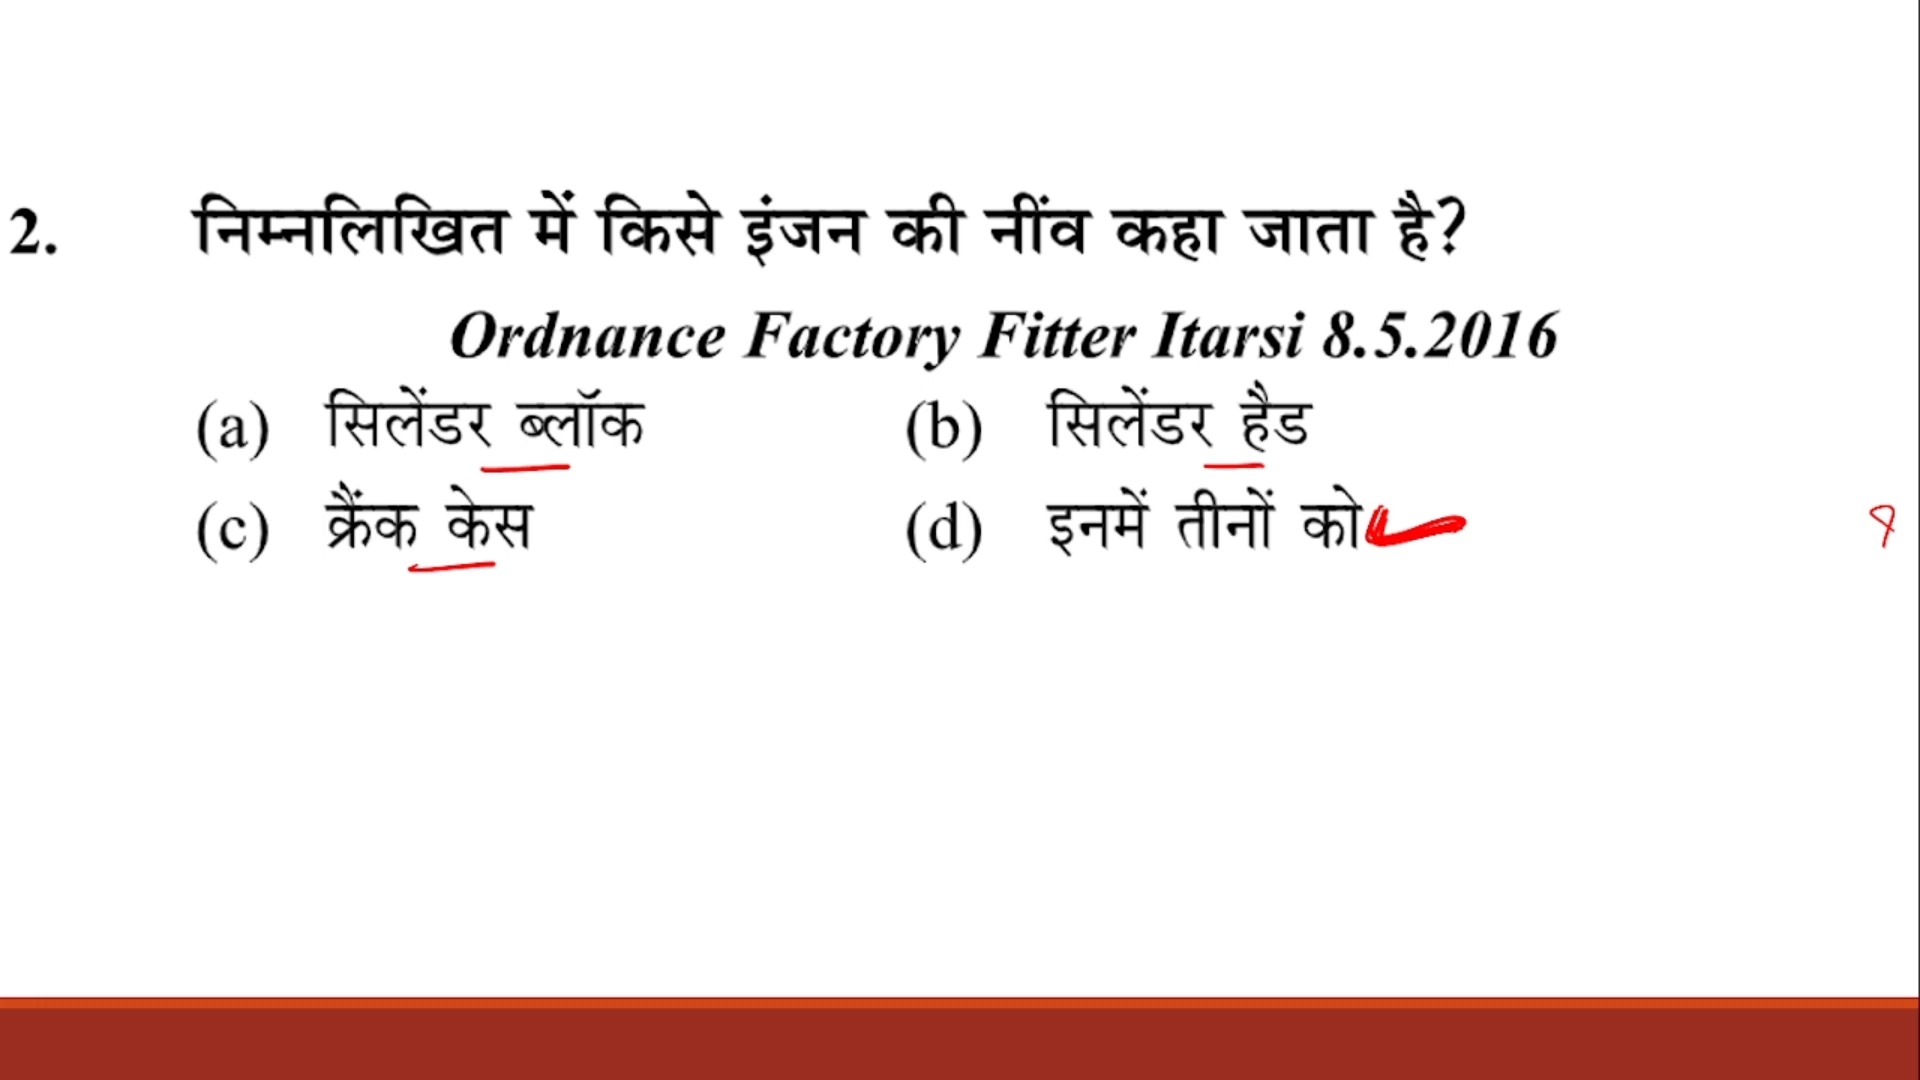 2. निम्नलिखित में किसे इंजन की नींव कहा जाता है?
Ordnance Factory Fitter Itarsi 8.5.2016
(a) सिलेंडर ब्लॉक (b) सिलेंडर हैड
(c) क्रैंक केस (d) इनमें तीनों को